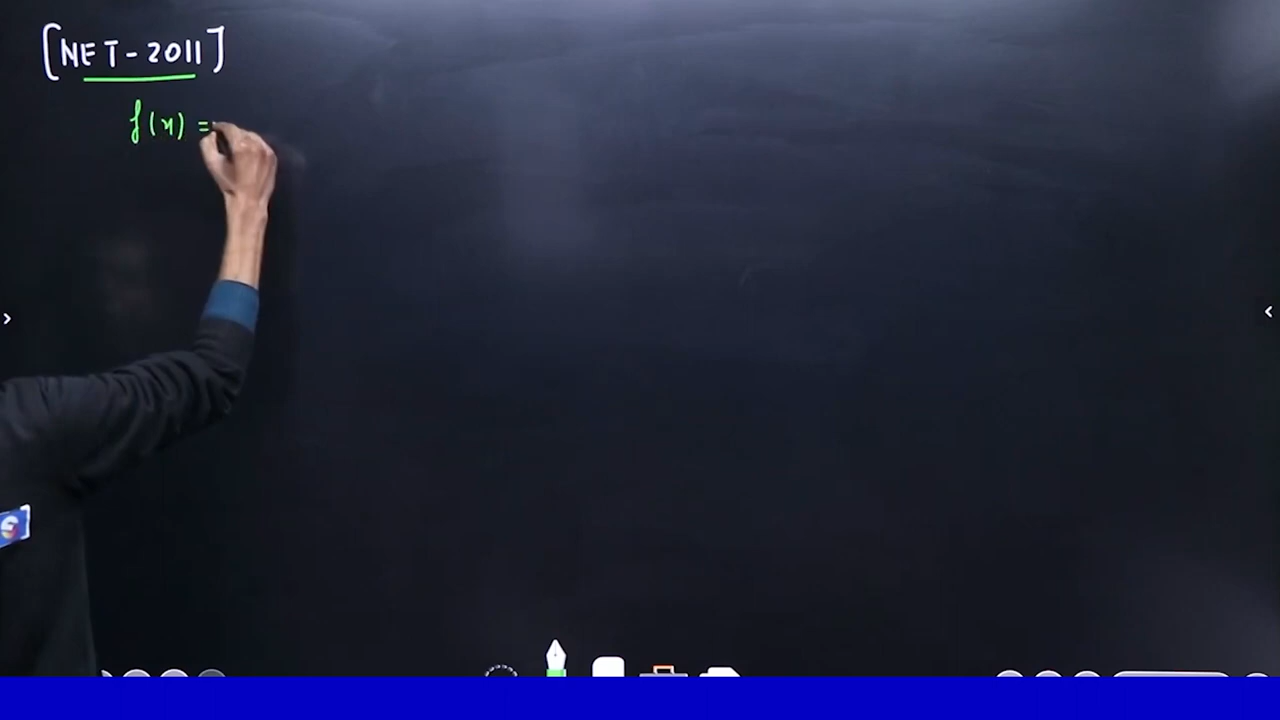 [NET-2011]
f(x) =